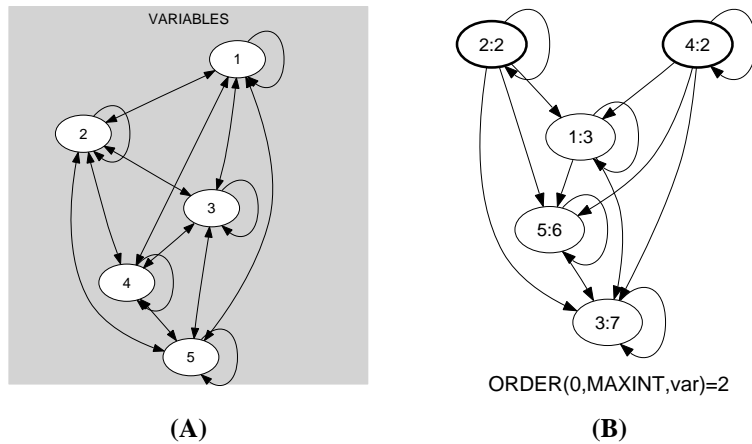 VARIABLES
1
2
3
4
5
(A)
2:2
4:2
1:3
5:6
3:7
ORDER(0,MAXINT,var)=2
(B)